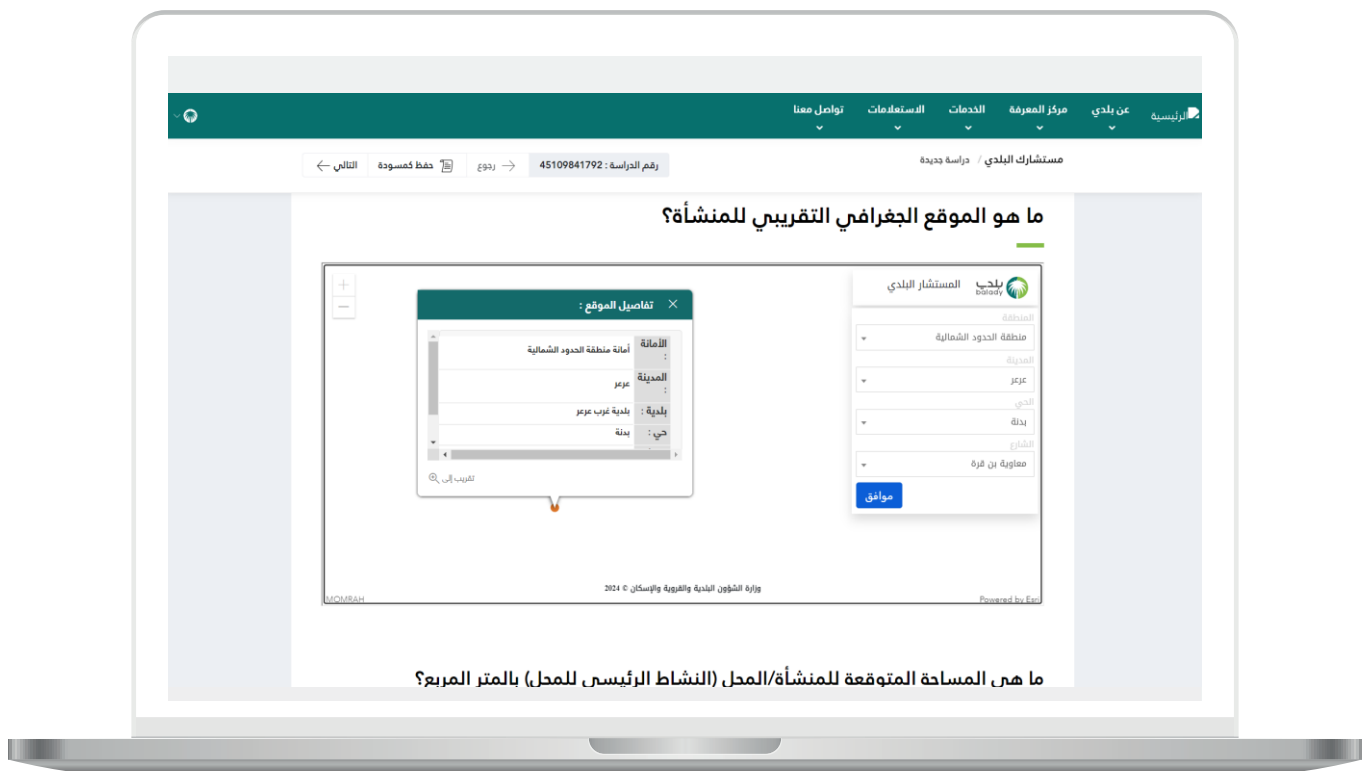 الرئيسية
عن بلدي
مركز المعرفة
الخدمات
الاستعلامات
تواصل معنا
مستشارك البلدي / دراسة جديدة
رقم الدراسة : 45109841792
رجوع
حفظ كمسودة
التالي
ما هو الموقع الجغرافي التقريبي للمنشأة؟
بلدي
balady
المستشار البلدي
المنطقة
منطقة الحدود الشمالية
المدينة
عرعر
الحي
بدنة
الشارع
معاوية بن قرة
موافق
تفاصيل الموقع :
الأمانة :
أمانة منطقة الحدود الشمالية
المدينة :
عرعر
بلدية :
بلدية غرب عرعر
حي :
بدنة
تقريب إلى
+
−
وزارة الشؤون البلدية والقروية والإسكان © 2024
Powered by Esri
MOMRAH
ما هي المساحة المتوقعة للمنشأة/المحل (النشاط الرئيسي للمحل) بالمتر المربع؟